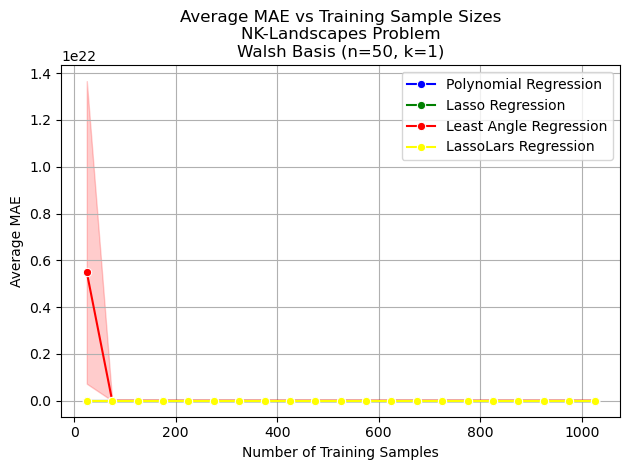 Average MAE vs Training Sample Sizes
NK-Landscapes Problem
Walsh Basis (n=50, k=1)
1e22
1.4
1.2
1.0
0.8
0.6
0.4
0.2
0.0
Average MAE
Polynomial Regression
Lasso Regression
Least Angle Regression
LassoLars Regression
0 200 400 600 800 1000
Number of Training Samples